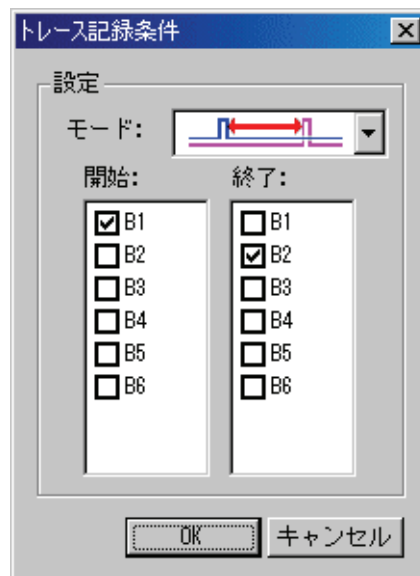 トレース記録条件
設定
モード:
開始: 終了:
B1 B1
B2 B2
B3 B3
B4 B4
B5 B5
B6 B6
OK キャンセル